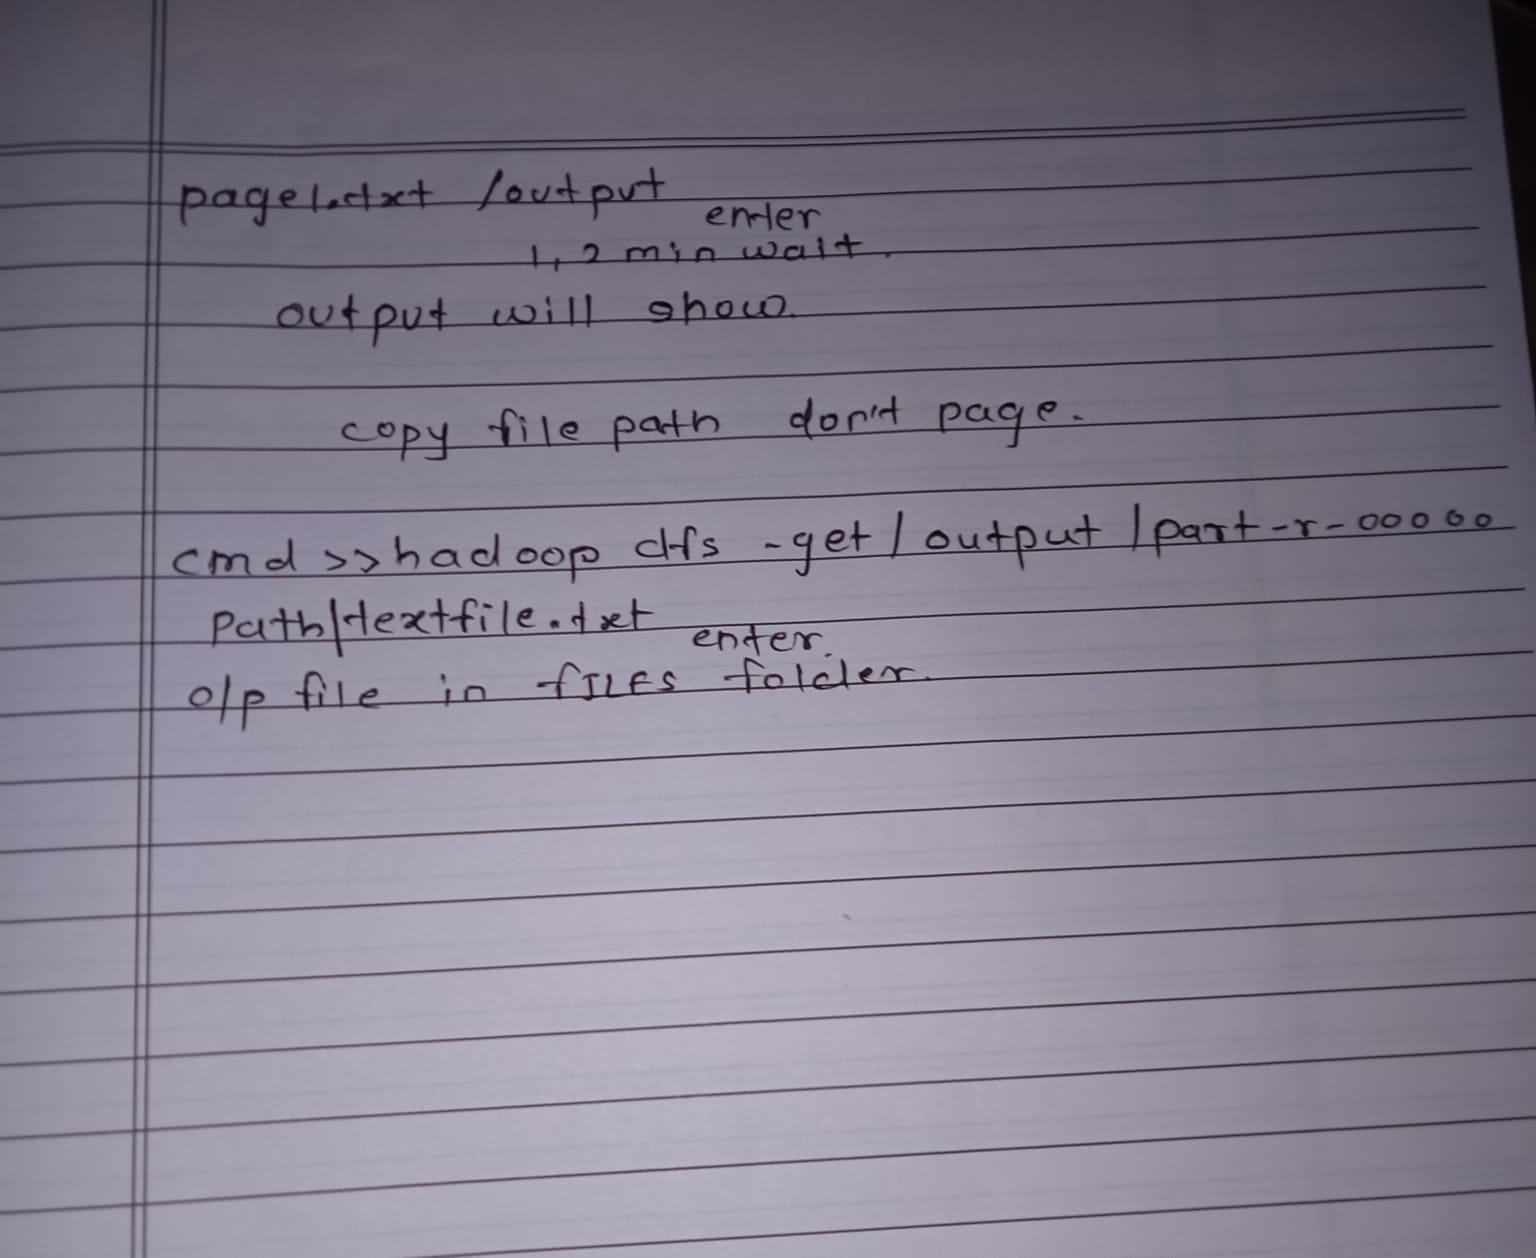 page1.txt /output
enter
1,2 min wait.
output will show.
copy file path don't page.
cmd >> hadoop dfs -get / output / part-r-00000
Path/textfile.txt
enter.
o/p file in fILES folder.